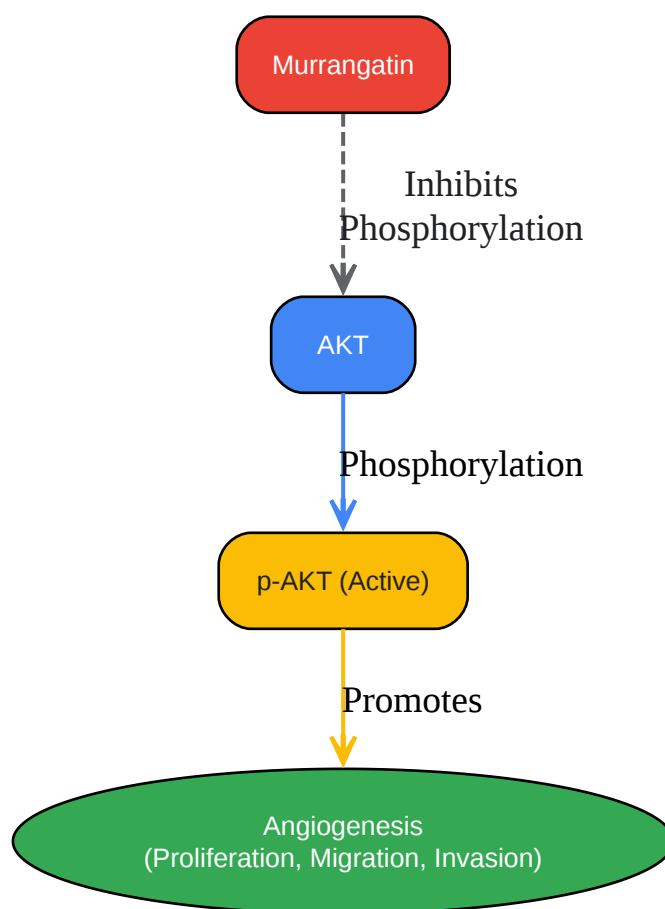 Murrangatin
Inhibits
Phosphorylation
AKT
Phosphorylation
p-AKT (Active)
Promotes
Angiogenesis
(Proliferation, Migration, Invasion)